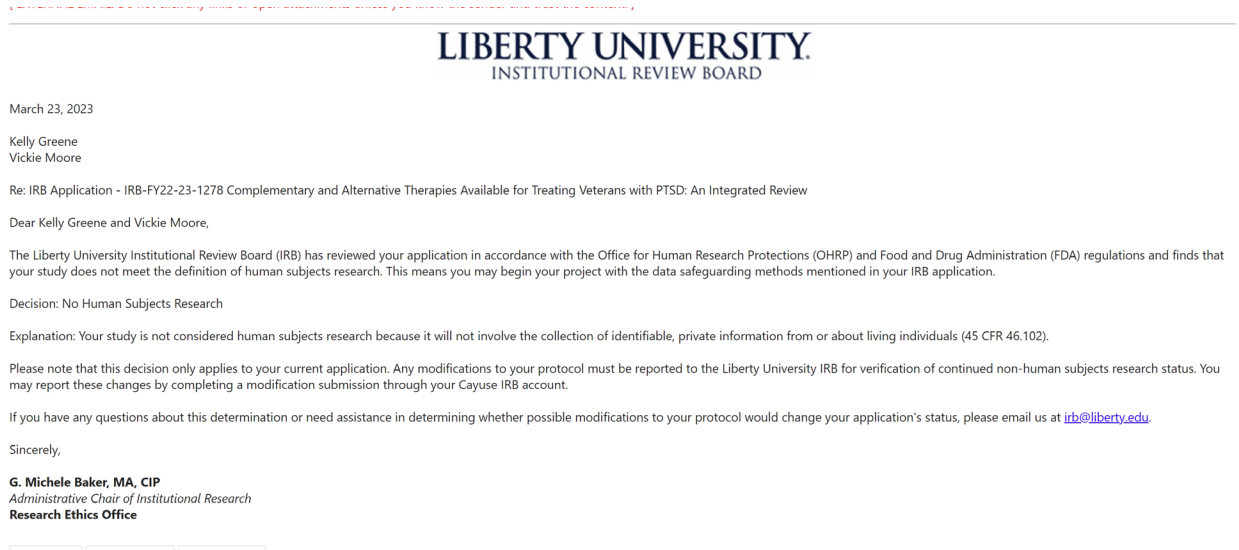 LIBERTY UNIVERSITY.
INSTITUTIONAL REVIEW BOARD
March 23, 2023
Kelly Greene
Vickie Moore
Re: IRB Application - IRB-FY22-23-1278 Complementary and Alternative Therapies Available for Treating Veterans with PTSD: An Integrated Review
Dear Kelly Greene and Vickie Moore,
The Liberty University Institutional Review Board (IRB) has reviewed your application in accordance with the Office for Human Research Protections (OHRP) and Food and Drug Administration (FDA) regulations and finds that
your study does not meet the definition of human subjects research. This means you may begin your project with the data safeguarding methods mentioned in your IRB application.
Decision: No Human Subjects Research
Explanation: Your study is not considered human subjects research because it will not involve the collection of identifiable, private information from or about living individuals (45 CFR 46.102).
Please note that this decision only applies to your current application. Any modifications to your protocol must be reported to the Liberty University IRB for verification of continued non-human subjects research status. You
may report these changes by completing a modification submission through your Cayuse IRB account.
If you have any questions about this determination or need assistance in determining whether possible modifications to your protocol would change your application's status, please email us at irb@liberty.edu.
Sincerely,
G. Michele Baker, MA, CIP
Administrative Chair of Institutional Research
Research Ethics Office